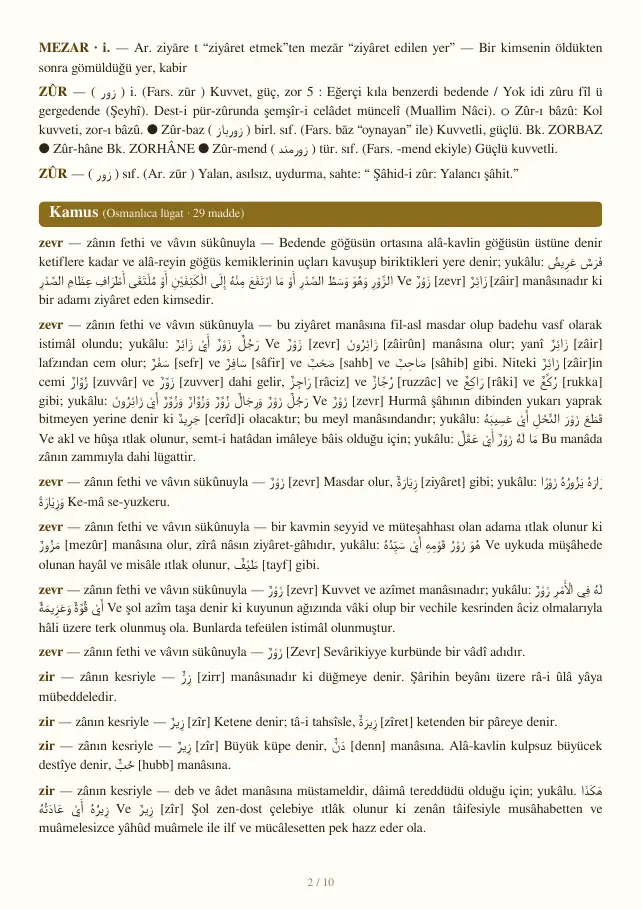 MEZAR · i. — Ar. ziyāre t “ziyâret etmek”ten mezār “ziyâret edilen yer” — Bir kimsenin öldükten
sonra gömüldüğü yer, kabir
ZÛR — ( زور ) i. (Fars. zūr ) Kuvvet, güç, zor 5 : Eğerçi kıla benzerdi bedende / Yok idi zûru fîl ü
gergedende (Şeyhî). Dest-i pür-zûrunda şemşîr-i celâdet müncelî (Muallim Nâci). ○ Zûr-ı bâzû: Kol
kuvveti, zor-ı bâzû. ● Zûr-baz ( زورباز ) birl. sıf. (Fars. bāz “oynayan” ile) Kuvvetli, güçlü. Bk. ZORBAZ
● Zûr-hâne Bk. ZORHÂNE ● Zûr-mend ( زورمند ) tür. sıf. (Fars. -mend ekiyle) Güçlü kuvvetli.
ZÛR — ( زور ) sıf. (Ar. zūr ) Yalan, asılsız, uydurma, sahte: “ Şâhid-i zûr: Yalancı şâhit.”
Kamus (Osmanlıca lügat · 29 madde)
zevr — zânın fethi ve vâvın sükûnuyla — Bedende göğüsün ortasına alâ-kavlin göğüsün üstüne denir
ketiflere kadar ve alâ-reyin göğüs kemiklerinin uçları kavuşup biriktikleri yere denir; yukâlu: فَرَسٌ عَرِيضُ
الزَّوْرِ وَهُوَ وَسَطُ الصَّدْرِ أَوْ مَا ارْتَفَعَ مِنْهُ إِلَى الْكَتِفَيْنِ أَوْ مُلْتَقَى أَطْرَافِ عِظَامِ الصَّدْرِ Ve زَوْرٌ [zevr] زَائِرٌ [zâir] manâsınadır ki
bir adamı ziyâret eden kimsedir.
zevr — zânın fethi ve vâvın sükûnuyla — bu ziyâret manâsına fil-asl masdar olup badehu vasf olarak
istimâl olundu; yukâlu: رَجُلٌ زَوْرٌ أَيْ زَائِرٌ Ve زَوْرٌ [zevr] زَائِرُونَ [zâirûn] manâsına olur; yanî زَائِرٌ [zâir]
lafzından cem olur; سَفْرٌ [sefr] ve سَافِرٌ [sâfir] ve صَحْبٌ [sahb] ve صَاحِبٌ [sâhib] gibi. Niteki زَائِرٌ [zâir]in
cemi زُوَّارٌ [zuvvâr] ve زُوَّرٌ [zuvver] dahi gelir, رَاجِزٌ [râciz] ve رُجَّازٌ [ruzzâc] ve رَاكِعٌ [râki] ve رُكَّعٌ [rukka]
gibi; yukâlu: رَجُلٌ زَوْرٌ وَرِجَالٌ زَوْرٌ وَزُوَّارٌ وَزُوَّرٌ أَيْ زَائِرُونَ Ve زَوْرٌ [zevr] Hurmâ şâhının dibinden yukarı yaprak
bitmeyen yerine denir ki جَرِيدٌ [cerîd]i olacaktır; bu meyl manâsındandır; yukâlu: قَطَعَ زَوْرَ النَّخْلِ أَيْ عَسِيبَهُ
Ve akl ve hûşa ıtlak olunur, semt-i hatâdan imâleye bâis olduğu için; yukâlu: مَا لَهُ زَوْرٌ أَيْ عَقْلٌ Bu manâda
zânın zammıyla dahi lügattir.
zevr — zânın fethi ve vâvın sükûnuyla — زَوْرٌ [zevr] Masdar olur, زِيَارَةٌ [ziyâret] gibi; yukâlu: زَارَهُ يَزُورُهُ زَوْرًا
وَزِيَارَةً Ke-mâ se-yuzkeru.
zevr — zânın fethi ve vâvın sükûnuyla — bir kavmin seyyid ve müteşahhası olan adama ıtlak olunur ki
مَزُورٌ [mezûr] manâsına olur, zîrâ nâsın ziyâret-gâhıdır, yukâlu: هُوَ زَوْرُ قَوْمِهِ أَيْ سَيِّدُهُ Ve uykuda müşâhede
olunan hayâl ve misâle ıtlak olunur, طَيْفٌ [tayf] gibi.
zevr — zânın fethi ve vâvın sükûnuyla — زَوْرٌ [zevr] Kuvvet ve azîmet manâsınadır; yukâlu: لَهُ فِي الْأَمْرِ زَوْرٌ
أَيْ قُوَّةٌ وَعَزِيمَةٌ Ve şol azîm taşa denir ki kuyunun ağızında vâki olup bir vechile kesrinden âciz olmalarıyla
hâli üzere terk olunmuş ola. Bunlarda tefeülen istimâl olunmuştur.
zevr — zânın fethi ve vâvın sükûnuyla — زَوْرٌ [Zevr] Sevârikiyye kurbünde bir vâdî adıdır.
zir — zânın kesriyle — زِرٌّ [zirr] manâsınadır ki düğmeye denir. Şârihin beyânı üzere râ-i ûlâ yâya
mübeddeledir.
zir — zânın kesriyle — زِيرٌ [zîr] Ketene denir; tâ-i tahsîsle, زِيرَةٌ [zîret] ketenden bir pâreye denir.
zir — zânın kesriyle — زِيرٌ [zîr] Büyük küpe denir, دَنٌّ [denn] manâsına. Alâ-kavlin kulpsuz büyücek
destîye denir, حُبٌّ [hubb] manâsına.
zir — zânın kesriyle — deb ve âdet manâsına müstameldir, dâimâ tereddüdü olduğu için; yukâlu. هَكَذَا
زِيرُهُ أَيْ عَادَتُهُ Ve زِيرٌ [zîr] Şol zen-dost çelebiye ıtlâk olunur ki zenân tâifesiyle musâhabetten ve
muâmelesizce yâhûd muâmele ile ilf ve mücâlesetten pek hazz eder ola.
2 / 10